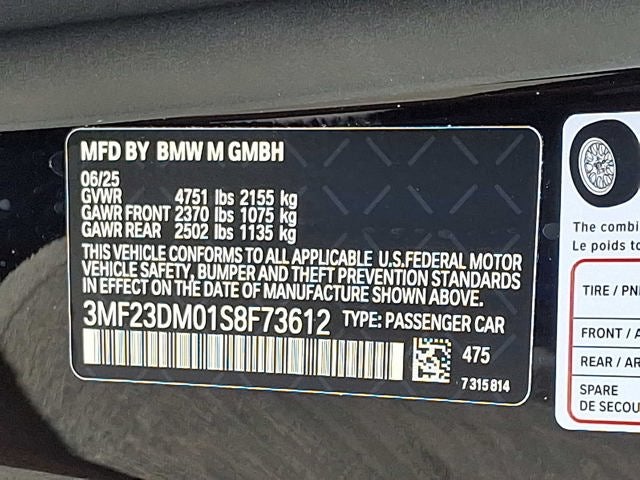 MFD BY BMW M GMBH
06/25
GVWR 4751 lbs 2155 kg
GAWR FRONT 2370 lbs 1075 kg
GAWR REAR 2502 lbs 1135 kg
THIS VEHICLE CONFORMS TO ALL APPLICABLE U.S.FEDERAL MOTOR
VEHICLE SAFETY, BUMPER AND THEFT PREVENTION STANDARDS
IN EFFECT ON THE DATE OF MANUFACTURE SHOWN ABOVE.
3MF23DM01S8F73612 TYPE: PASSENGER CAR
475
7315814
The combi
Le poids to
TIRE / PN
FRONT / A
REAR / AR
SPARE
DE SECOU